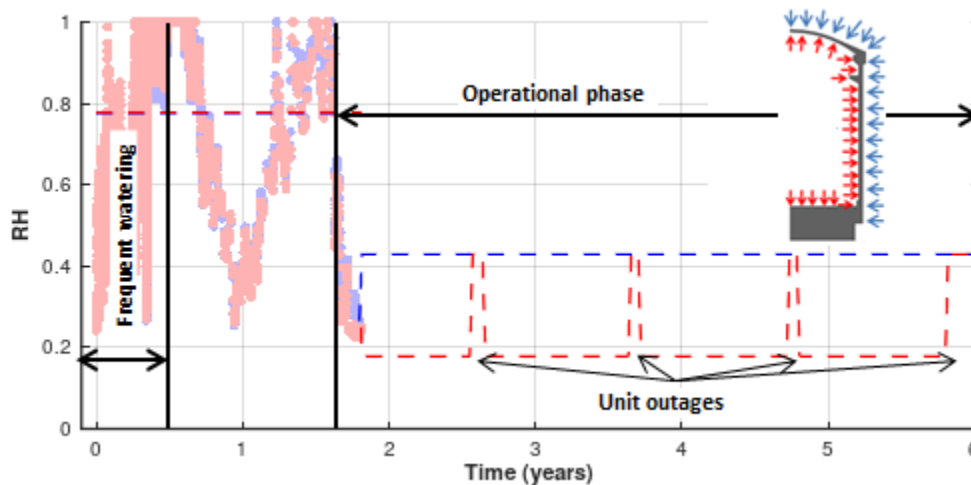 1
0.8
0.6
0.4
0.2
0
RH
Frequent watering
Operational phase
Unit outages
0 1 2 3 4 5 6
Time (years)